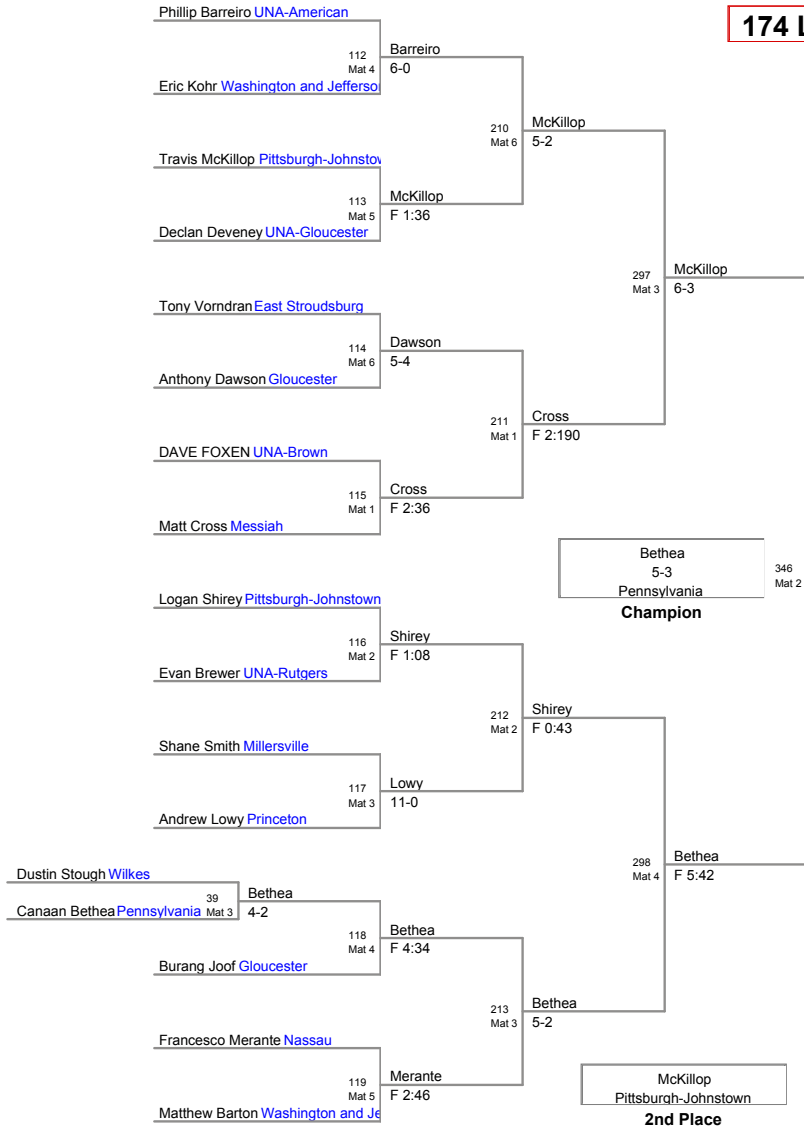 Phillip Barreiro UNA-American
174 L
112 Barreiro
Mat 4 6-0
Eric Kohr Washington and Jefferso
210 McKillop
Mat 6 5-2
Travis McKillop Pittsburgh-Johnstow
113 McKillop
Mat 5 F 1:36
Declan Deveney UNA-Gloucester
297 McKillop
Mat 3 6-3
Tony Vorndran East Stroudsburg
114 Dawson
Mat 6 5-4
Anthony Dawson Gloucester
211 Cross
Mat 1 F 2:190
DAVE FOXEN UNA-Brown
115 Cross
Mat 1 F 2:36
Matt Cross Messiah
Bethea
5-3
Pennsylvania
346
Mat 2
Champion
Logan Shirey Pittsburgh-Johnstown
116 Shirey
Mat 2 F 1:08
Evan Brewer UNA-Rutgers
212 Shirey
Mat 2 F 0:43
Shane Smith Millersville
117 Lowy
Mat 3 11-0
Andrew Lowy Princeton
298 Bethea
Mat 4 F 5:42
Dustin Stough Wilkes
39 Bethea
Canaan Bethea Pennsylvania Mat 3 4-2
118 Bethea
Mat 4 F 4:34
Burang Joof Gloucester
213 Bethea
Mat 3 5-2
Francesco Merante Nassau
119 Merante
Mat 5 F 2:46
Matthew Barton Washington and Je
McKillop
Pittsburgh-Johnstown
2nd Place